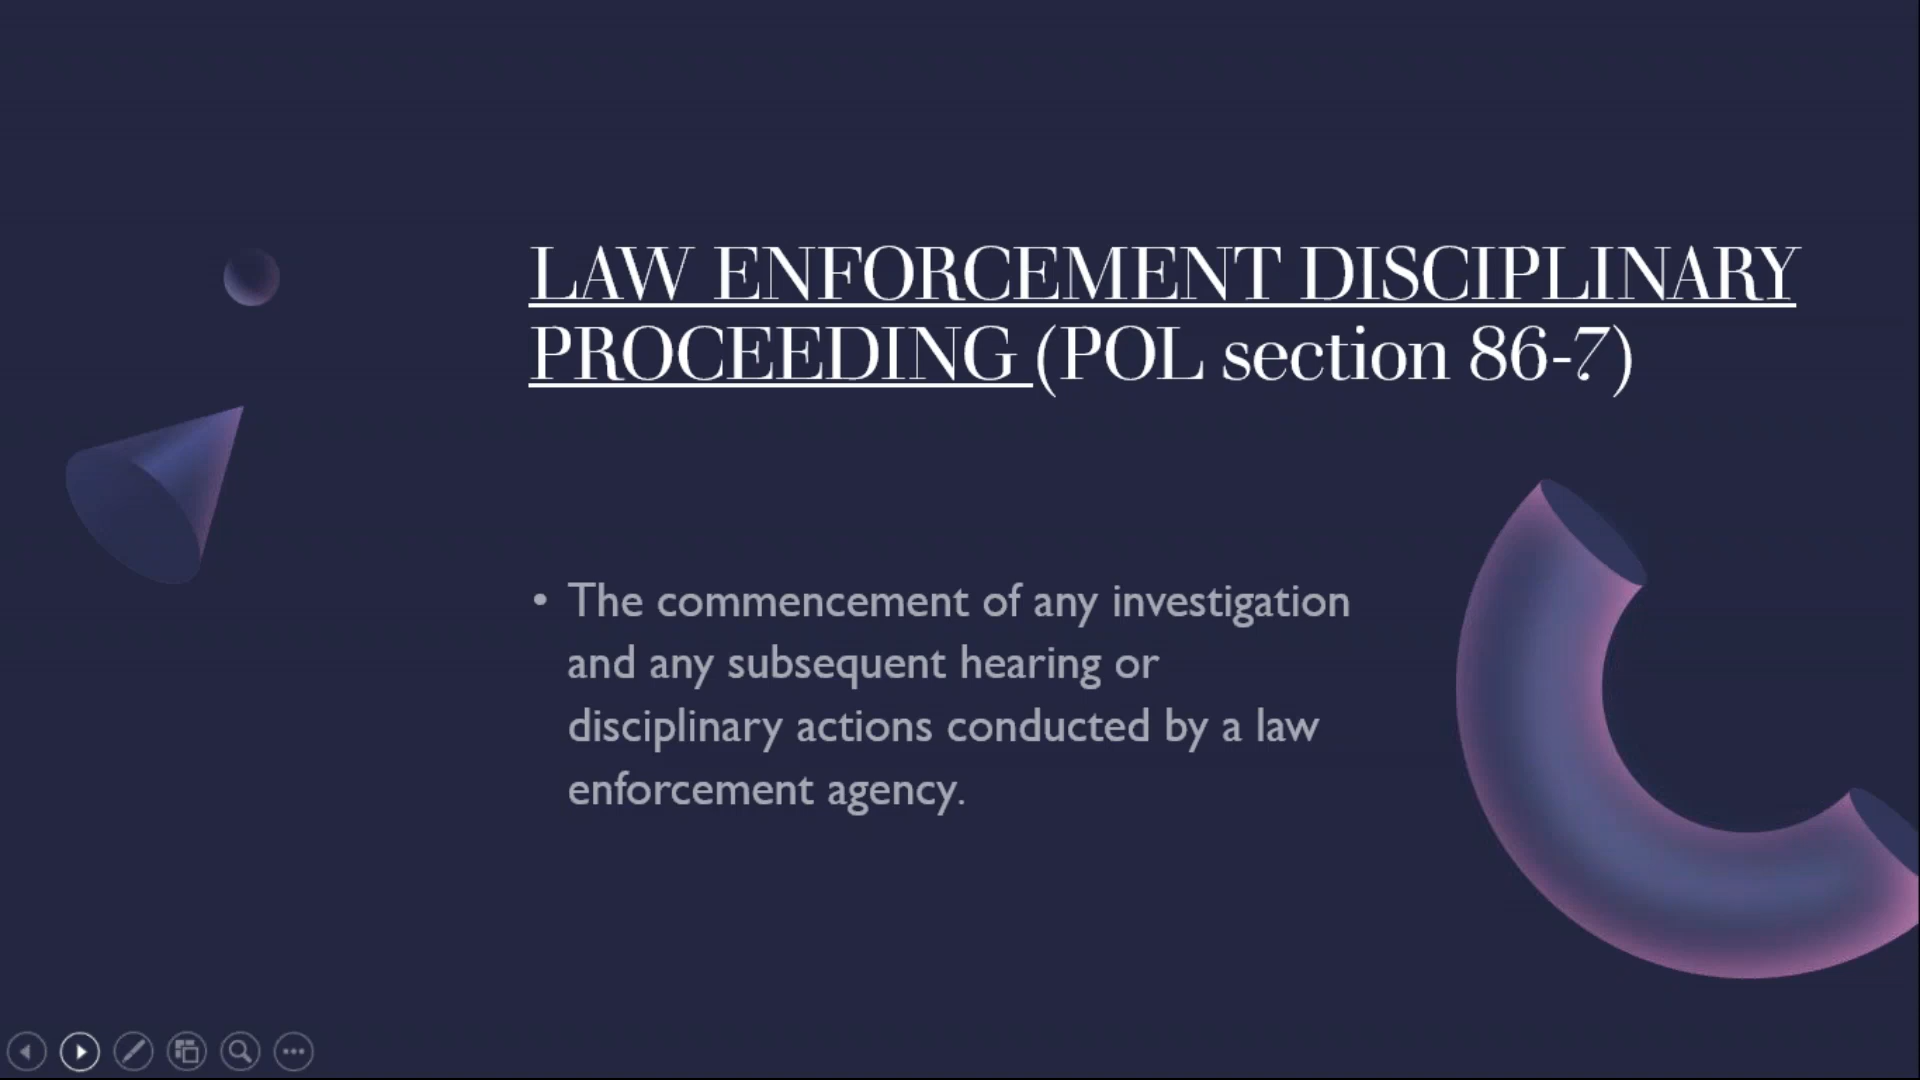 LAW ENFORCEMENT DISCIPLINARY
PROCEEDING (POL section 86-7)
• The commencement of any investigation
and any subsequent hearing or
disciplinary actions conducted by a law
enforcement agency.